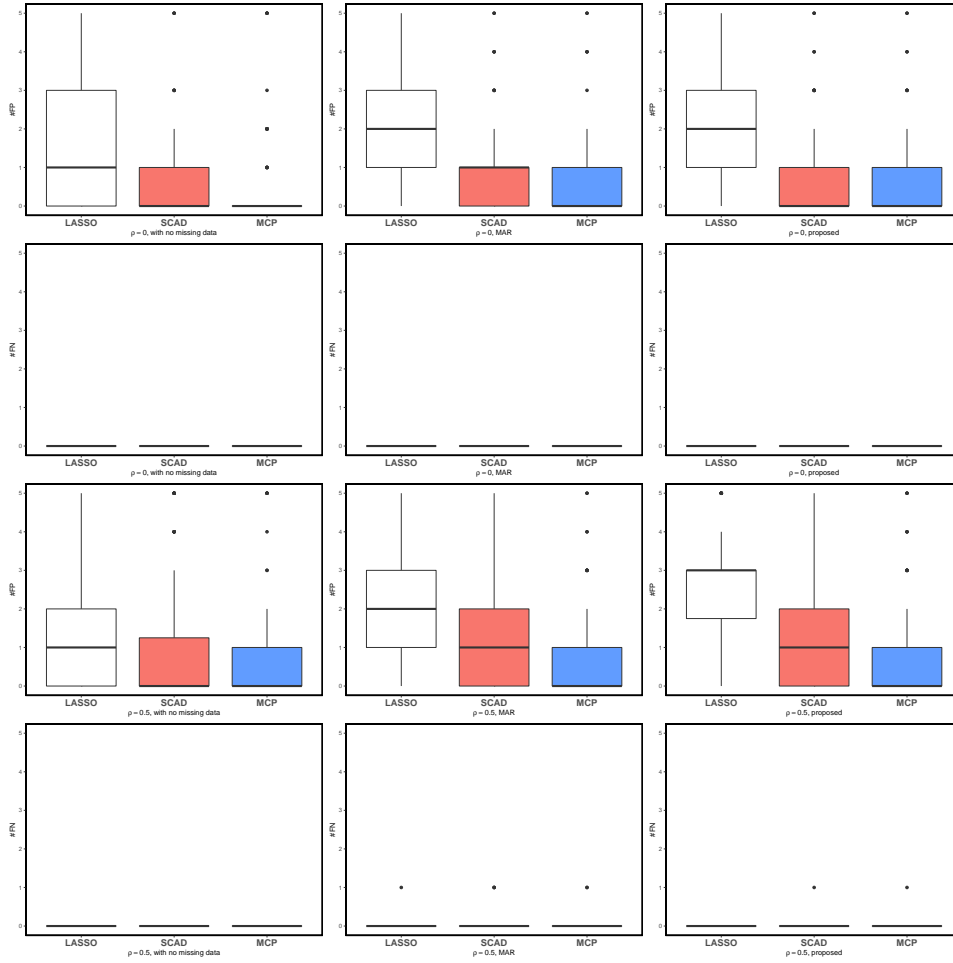 #FP
5
4
3
2
1
0
LASSO SCAD MCP
ρ = 0, with no missing data
#FP
5
4
3
2
1
0
LASSO SCAD MCP
ρ = 0, MAR
#FP
5
4
3
2
1
0
LASSO SCAD MCP
ρ = 0, proposed
#FN
5
4
3
2
1
0
LASSO SCAD MCP
ρ = 0, with no missing data
#FN
5
4
3
2
1
0
LASSO SCAD MCP
ρ = 0, MAR
#FN
5
4
3
2
1
0
LASSO SCAD MCP
ρ = 0, proposed
#FP
5
4
3
2
1
0
LASSO SCAD MCP
ρ = 0.5, with no missing data
#FP
5
4
3
2
1
0
LASSO SCAD MCP
ρ = 0.5, MAR
#FP
5
4
3
2
1
0
LASSO SCAD MCP
ρ = 0.5, proposed
#FN
5
4
3
2
1
0
LASSO SCAD MCP
ρ = 0.5, with no missing data
#FN
5
4
3
2
1
0
LASSO SCAD MCP
ρ = 0.5, MAR
#FN
5
4
3
2
1
0
LASSO SCAD MCP
ρ = 0.5, proposed